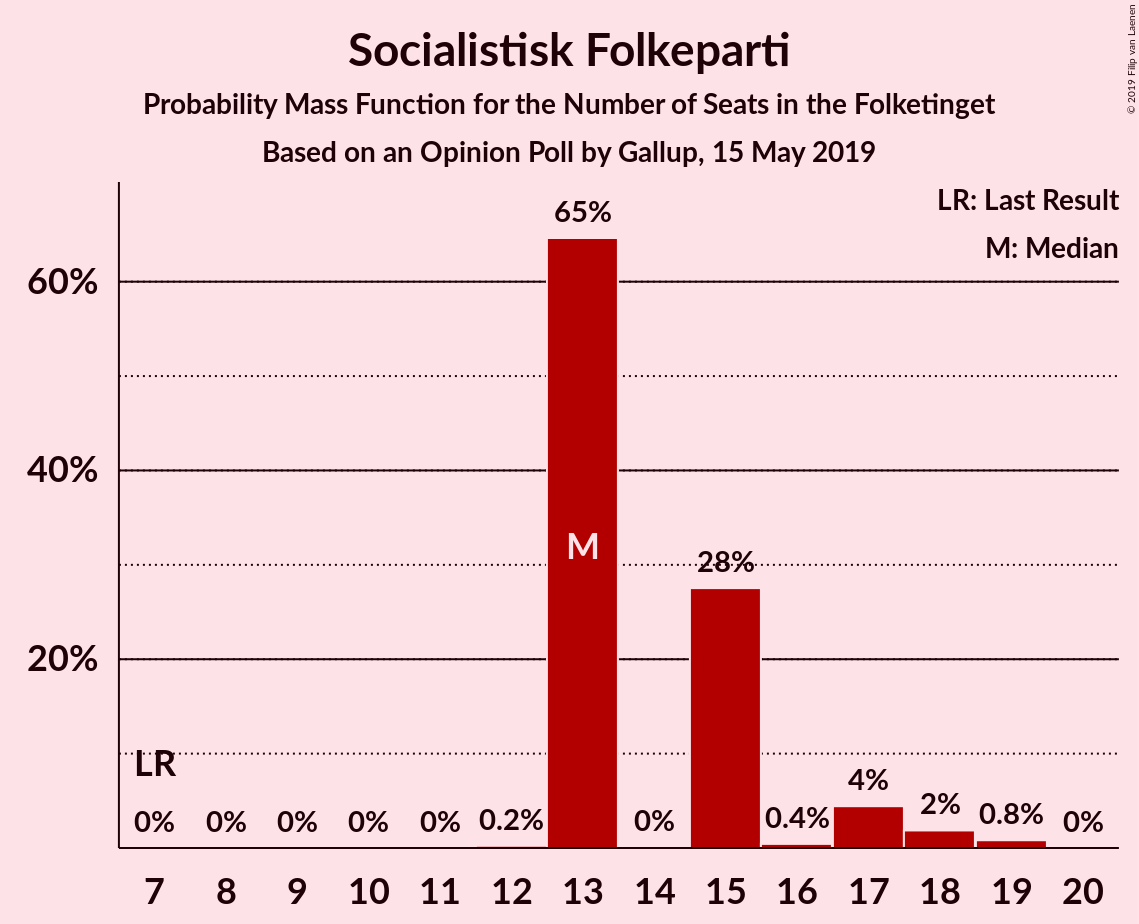 Socialistisk Folkeparti
Probability Mass Function for the Number of Seats in the Folketinget
Based on an Opinion Poll by Gallup, 15 May 2019
© 2019 Filip van Laenen
LR: Last Result
M: Median
65%
60%
40%
M
28%
20%
LR
4%
2%
0% 0% 0% 0% 0% 0.2% 0% 0.4% 0.8% 0%
7 8 9 10 11 12 13 14 15 16 17 18 19 20